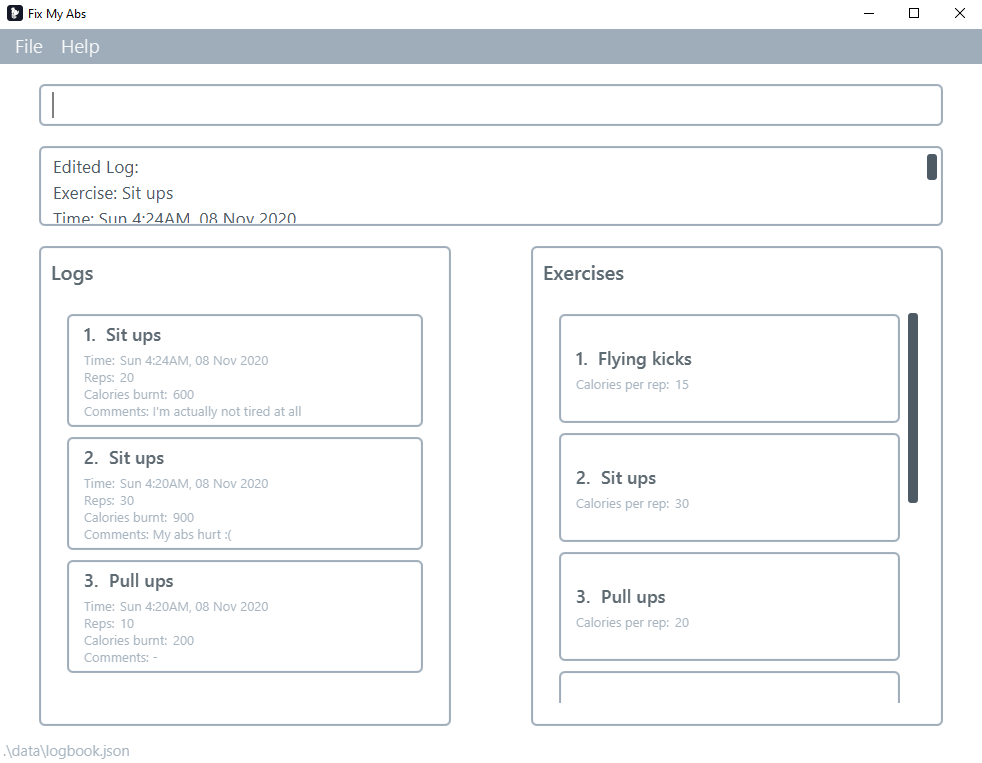 Fix My Abs
File Help
Edited Log:
Exercise: Sit ups
Time: Sun 4:24AM, 08 Nov 2020
Logs
1. Sit ups
Time: Sun 4:24AM, 08 Nov 2020
Reps: 20
Calories burnt: 600
Comments: I'm actually not tired at all
2. Sit ups
Time: Sun 4:20AM, 08 Nov 2020
Reps: 30
Calories burnt: 900
Comments: My abs hurt :(
3. Pull ups
Time: Sun 4:20AM, 08 Nov 2020
Reps: 10
Calories burnt: 200
Comments: -
Exercises
1. Flying kicks
Calories per rep: 15
2. Sit ups
Calories per rep: 30
3. Pull ups
Calories per rep: 20
.\data\logbook.json